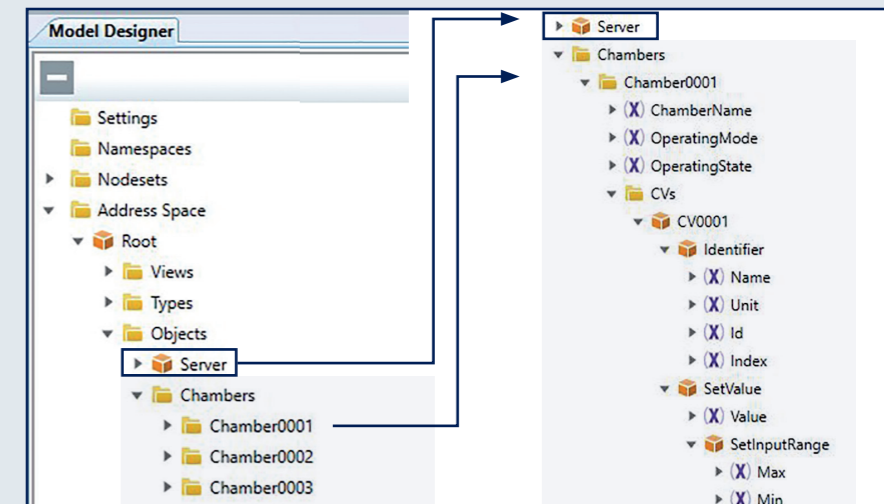 Model Designer
Settings
Namespaces
Nodesets
Address Space
Root
Views
Types
Objects
Server
Chambers
Chamber0001
Chamber0002
Chamber0003
Server
Chambers
Chamber0001
(X) ChamberName
(X) OperatingMode
(X) OperatingState
CVs
CV0001
Identifier
(X) Name
(X) Unit
(X) Id
(X) Index
SetValue
(X) Value
SetInputRange
(X) Max
(X) Min